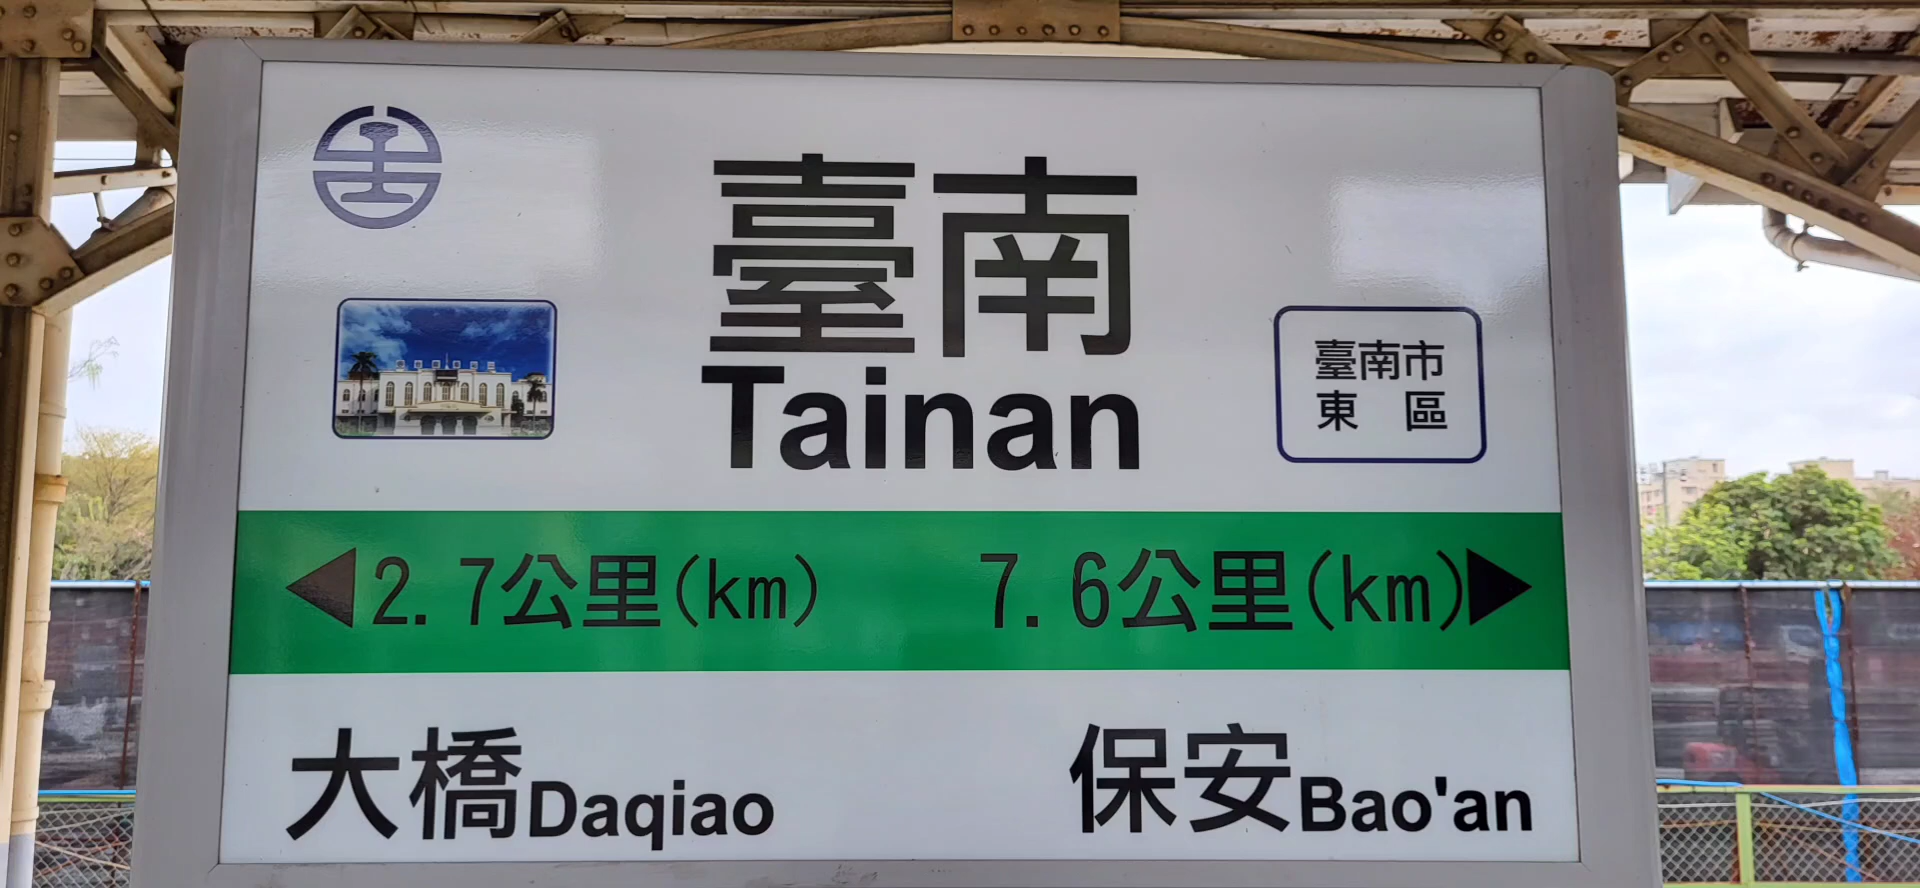 臺南
Tainan
臺南市
東 區
2.7公里(km) 7.6公里(km)
大橋Daqiao 保安Bao'an